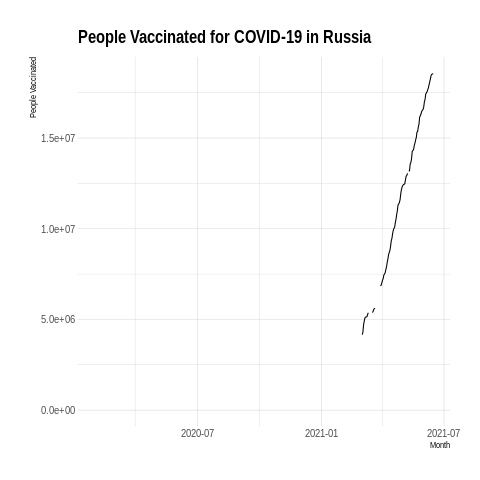 People Vaccinated for COVID-19 in Russia
People Vaccinated
1.5e+07
1.0e+07
5.0e+06
0.0e+00
2020-07
2021-01
2021-07
Month